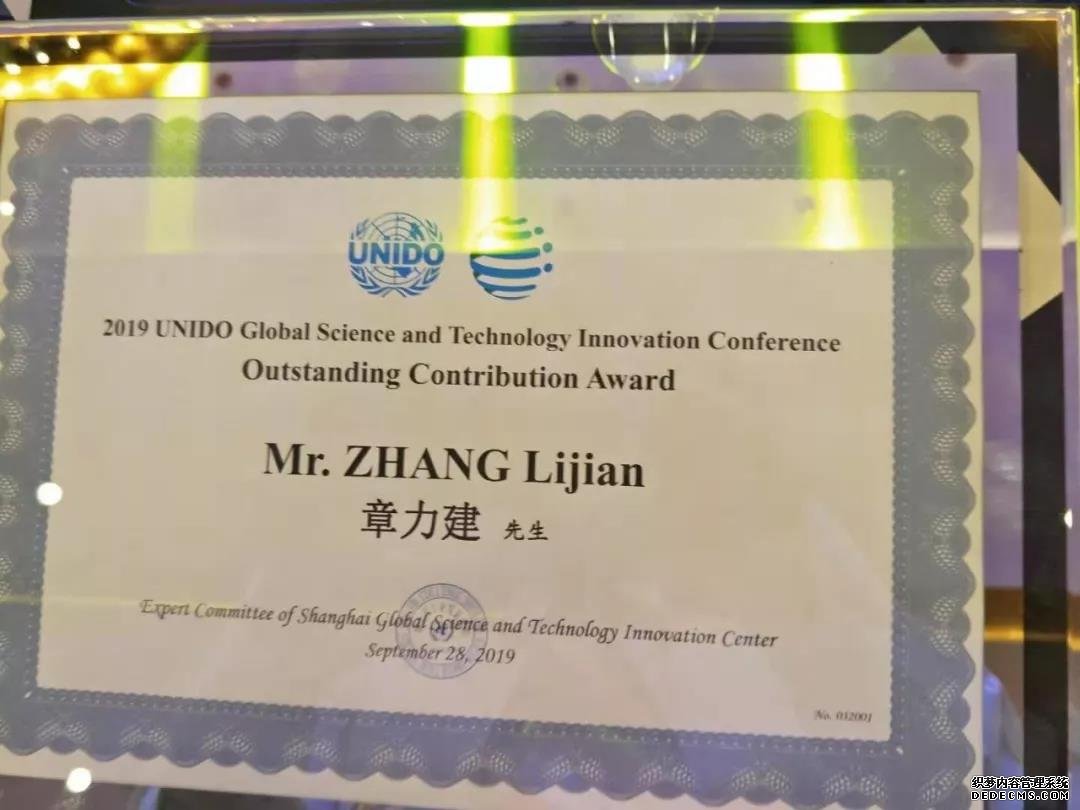 UNIDO
2019 UNIDO Global Science and Technology Innovation Conference
Outstanding Contribution Award
Mr. ZHANG Lijian
章力建 先生
Expert Committee of Shanghai Global Science and Technology Innovation Center
September 28, 2019
No. 012001
织梦内容管理系统
DEDECMS.COM